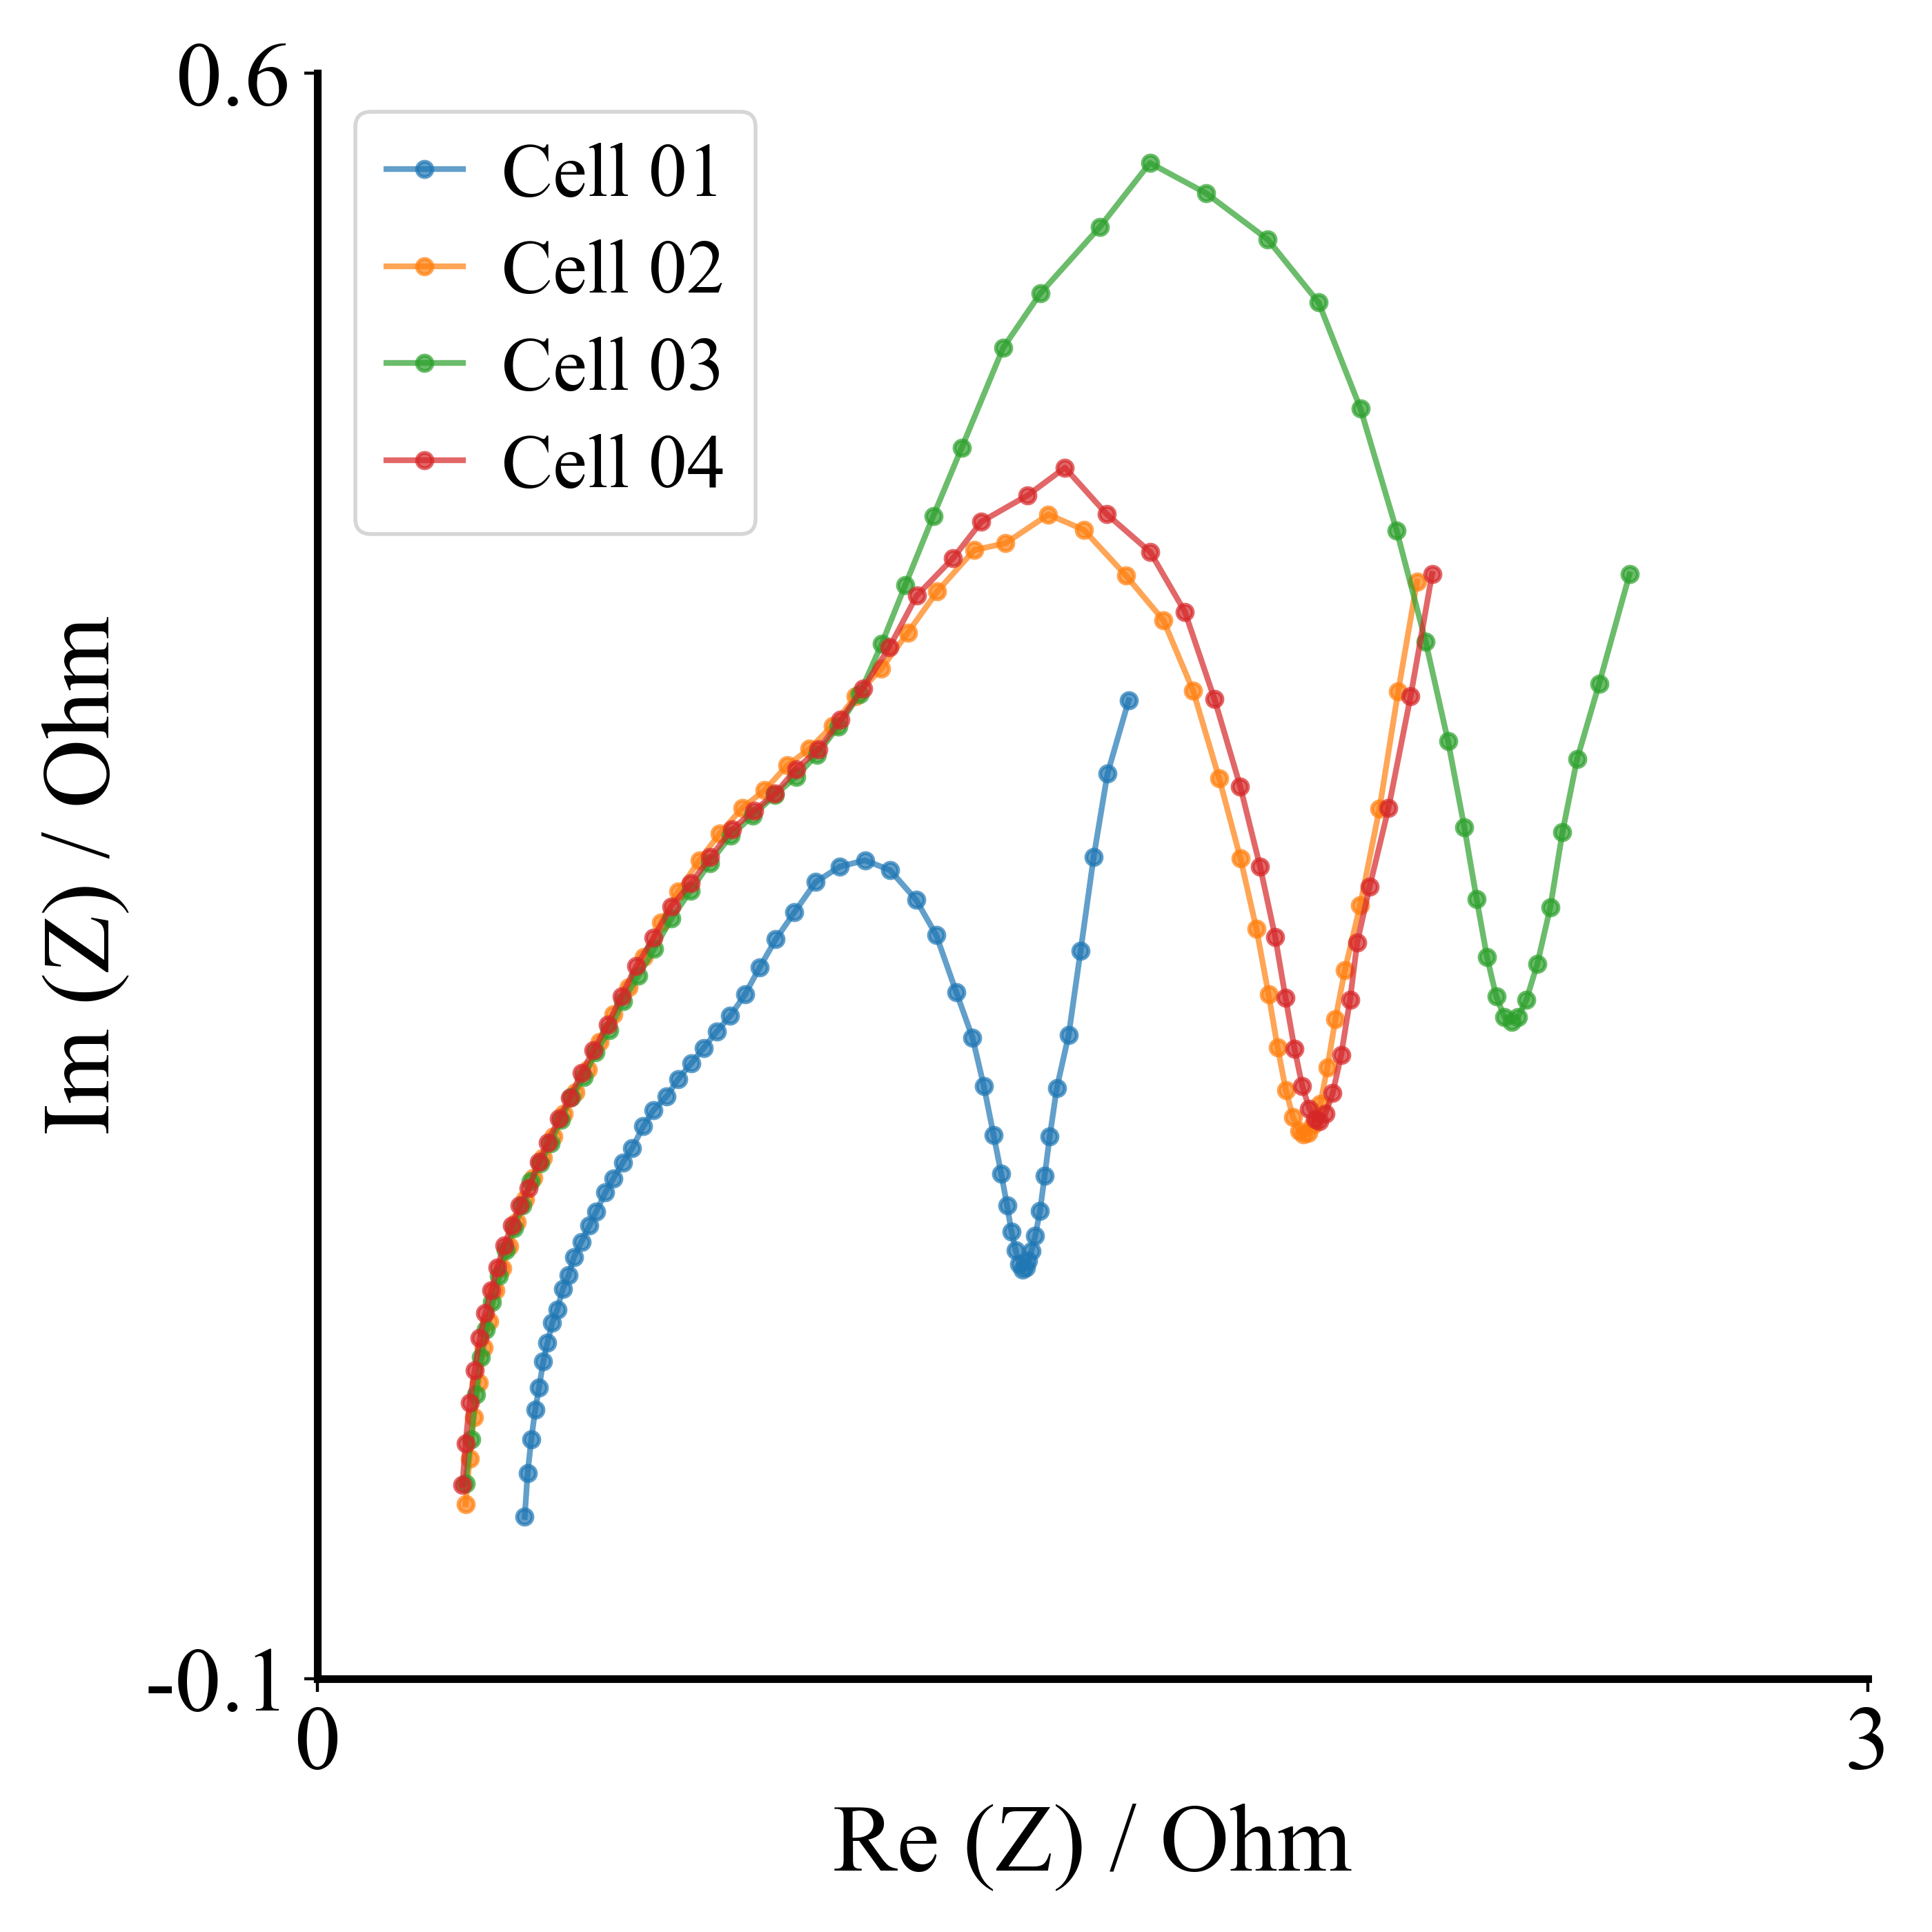 0.6
Cell 01
Cell 02
Cell 03
Cell 04
Im (Z) / Ohm
-0.1
0
3
Re (Z) / Ohm